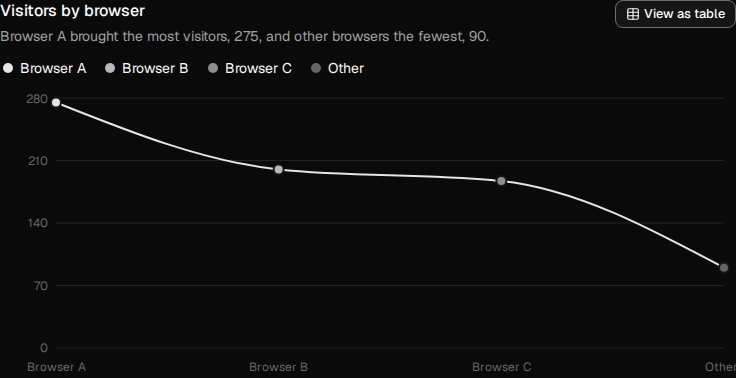 Visitors by browser
View as table
Browser A brought the most visitors, 275, and other browsers the fewest, 90.
Browser A
Browser B
Browser C
Other
280
210
140
70
0
Browser A
Browser B
Browser C
Other